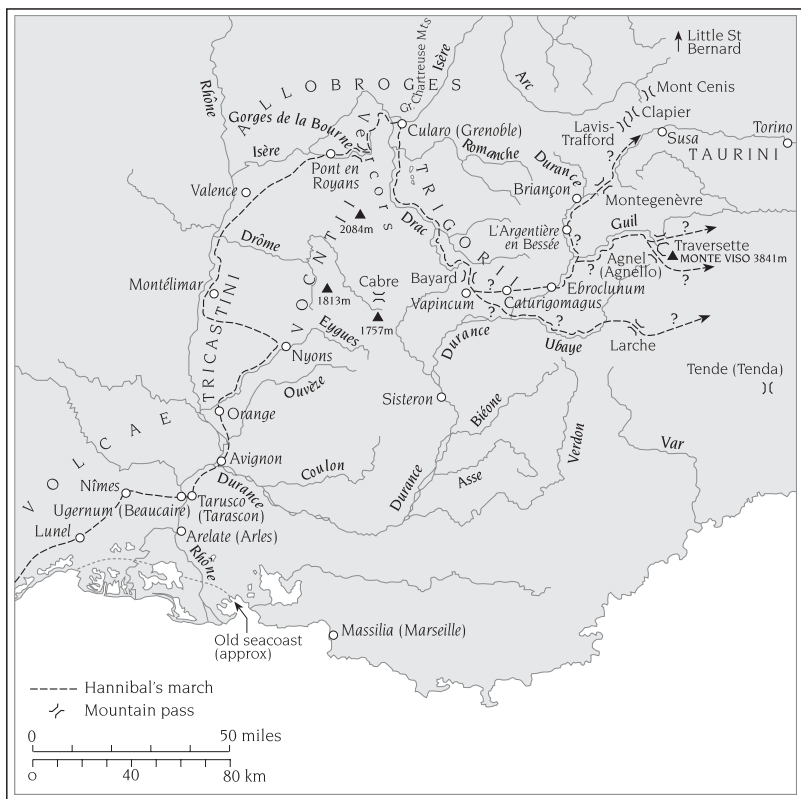 Little St
Bernard
Rhône
Isère
Gr Chartreuse Mts
Arc
ALLOBROGES
Mont Cenis
Clapier
Lavis-
Trafford
Susa
Torino
TAURINI
Gorges de la Bourne
Vercors
Cularo (Grenoble)
Isère
Pont en
Royans
Romanche
Durance
Briançon
Montegenèvre
Valence
TRIGORII
2084m
Drac
L'Argentière
en Bessée
Guil
Traversette
MONTE VISO 3841m
Agnel
(Agnello)
Drôme
VOCONTII
Cabre
Bayard
Vapincum
Caturigomagus
Ebroclunum
Montélimar
1813m
1757m
TRICASTINI
Eygues
Nyons
Durance
Ubaye
Larche
Ouvèze
Tende (Tenda)
Sisteron
Orange
Biéone
VOLCAE
Avignon
Coulon
Verdon
Var
Nîmes
Durance
Durance
Asse
Tarusco
(Tarascon)
Ugernum (Beaucaire)
Lunel
Arelate (Arles)
Rhône
Old seacoast
(approx)
Massilia (Marseille)
Hannibal's march
Mountain pass
0 50 miles
0 40 80 km
?
?
?
?
?
?
?
?
?